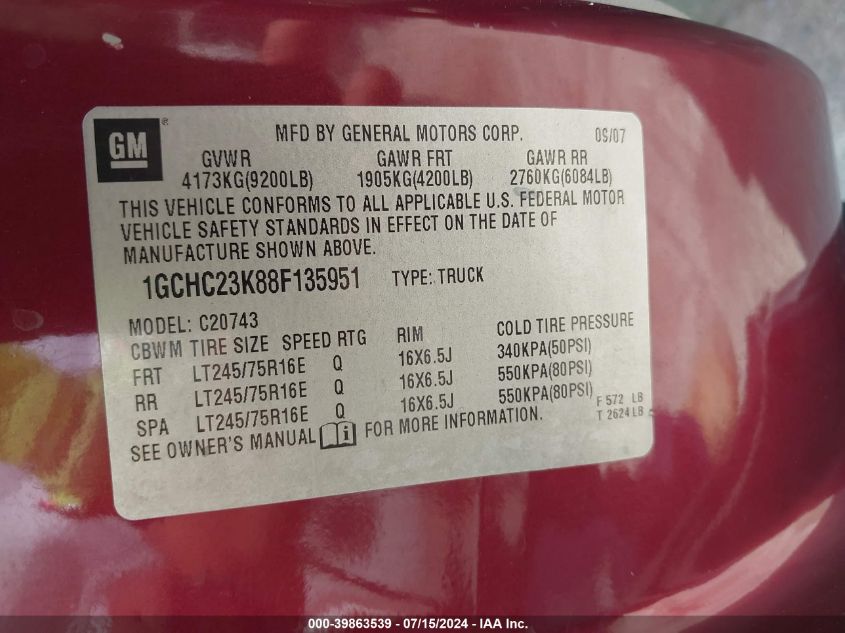 GM ®
MFD BY GENERAL MOTORS CORP. 09/07
GVWR GAWR FRT GAWR RR
4173KG(9200LB) 1905KG(4200LB) 2760KG(6084LB)
THIS VEHICLE CONFORMS TO ALL APPLICABLE U.S. FEDERAL MOTOR
VEHICLE SAFETY STANDARDS IN EFFECT ON THE DATE OF
MANUFACTURE SHOWN ABOVE.
1GCHC23K88F135951 TYPE: TRUCK
MODEL: C20743
CBWM TIRE SIZE SPEED RTG RIM COLD TIRE PRESSURE
FRT LT245/75R16E Q 16X6.5J 340KPA(50PSI)
RR LT245/75R16E Q 16X6.5J 550KPA(80PSI)
SPA LT245/75R16E Q 16X6.5J 550KPA(80PSI)
F 572 LB
T 2624 LB
SEE OWNER'S MANUAL i FOR MORE INFORMATION.
000-39863539 - 07/15/2024 - IAA Inc.